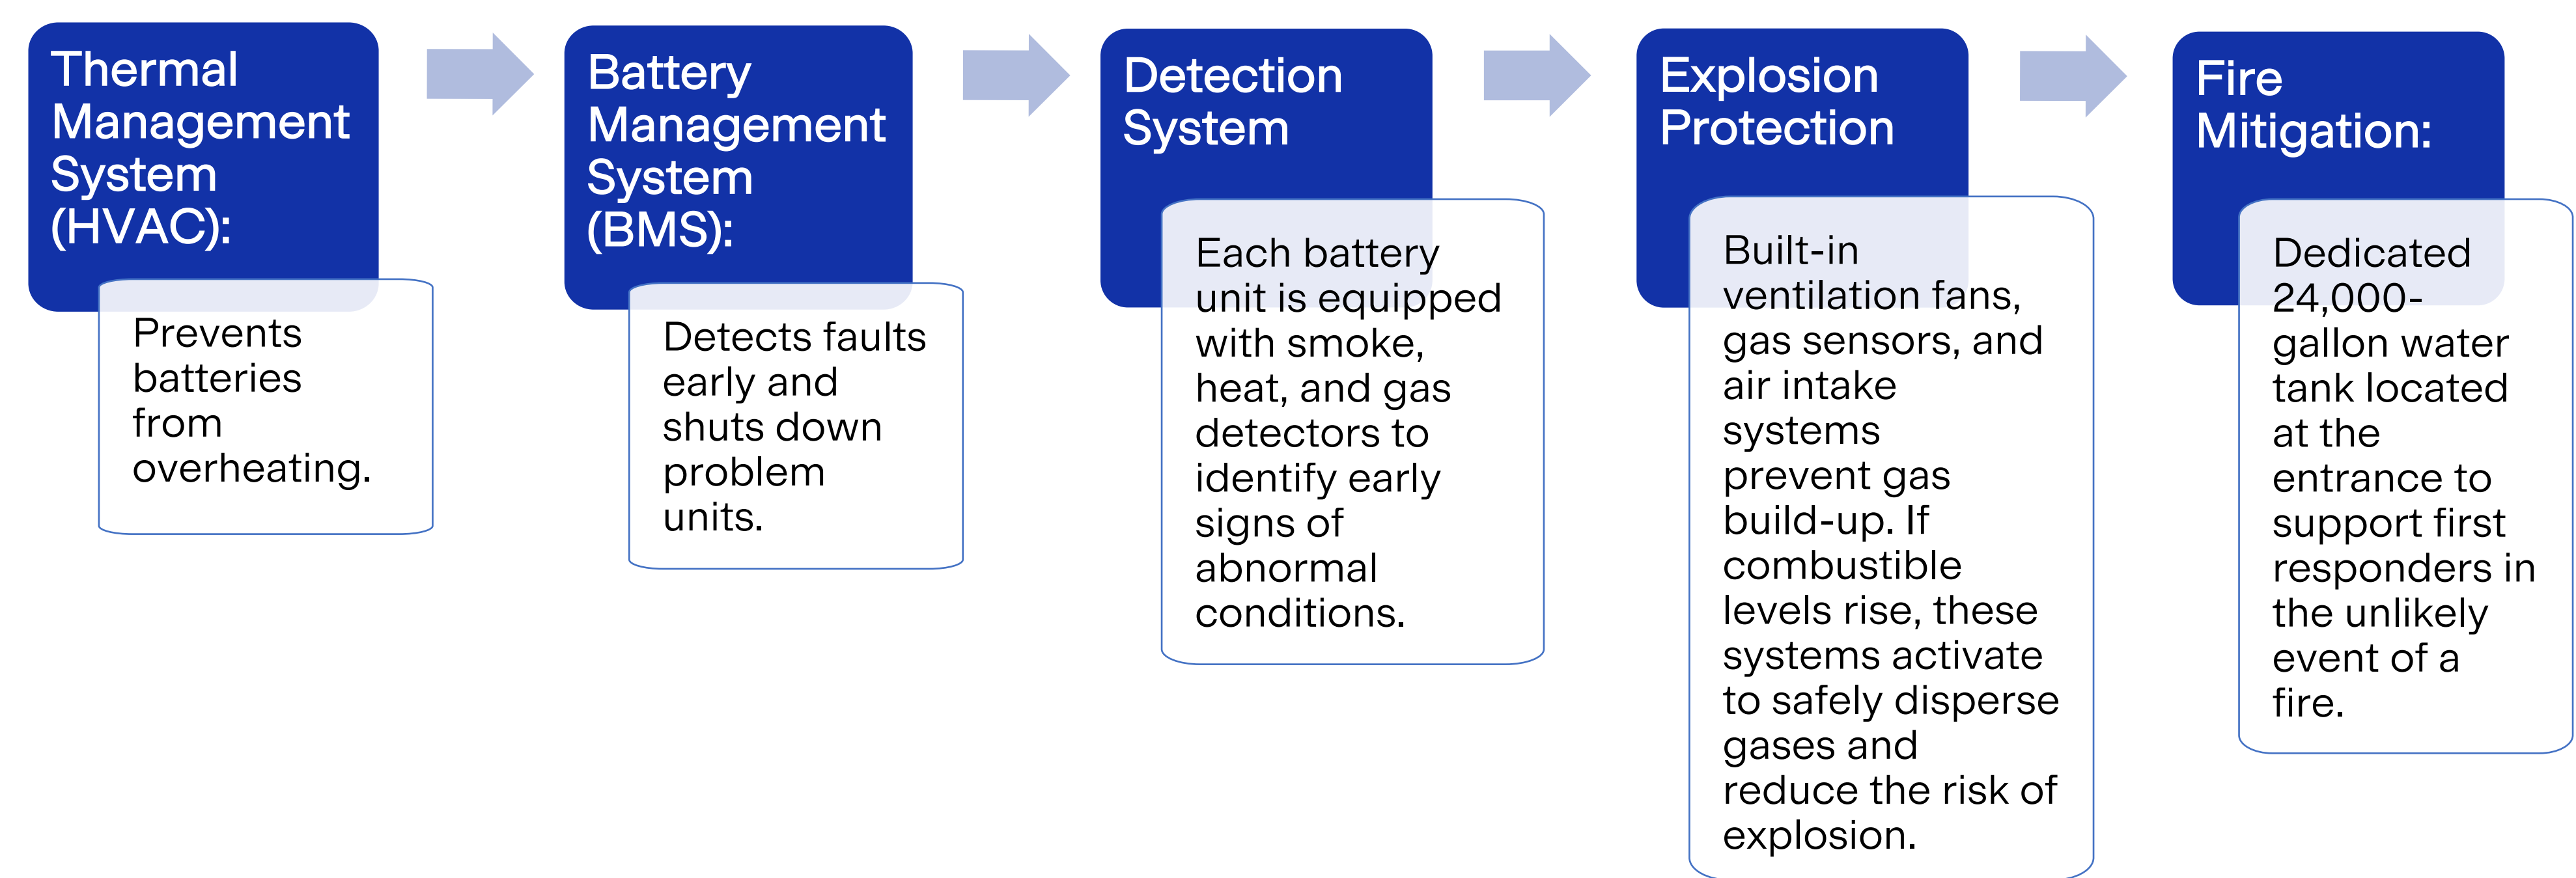 Thermal
Management
System
(HVAC):
Prevents
batteries
from
overheating.
Battery
Management
System
(BMS):
Detects faults
early and
shuts down
problem
units.
Detection
System
Each battery
unit is equipped
with smoke,
heat, and gas
detectors to
identify early
signs of
abnormal
conditions.
Explosion
Protection
Built-in
ventilation fans,
gas sensors, and
air intake
systems
prevent gas
build-up. If
combustible
levels rise, these
systems activate
to safely disperse
gases and
reduce the risk of
explosion.
Fire
Mitigation:
Dedicated
24,000-
gallon water
tank located
at the
entrance to
support first
responders in
the unlikely
event of a
fire.